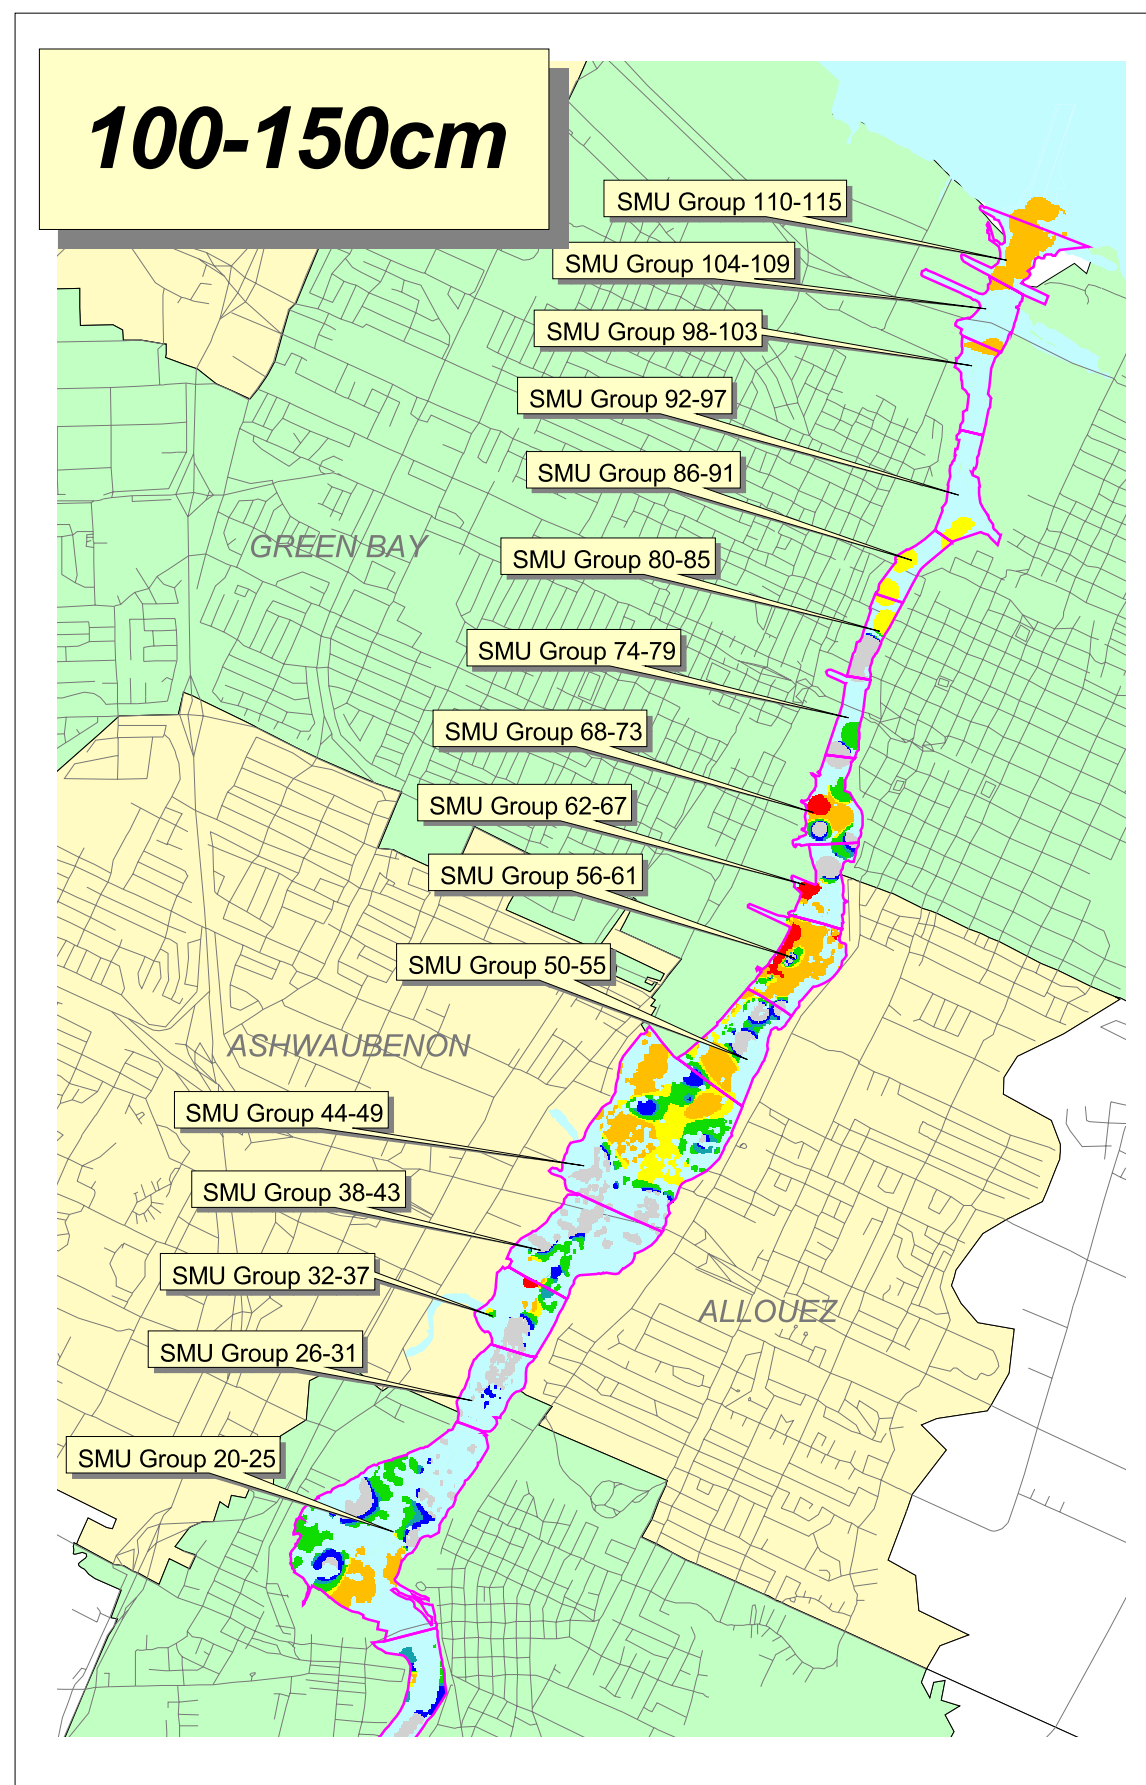 100-150cm
SMU Group 110-115
SMU Group 104-109
SMU Group 98-103
SMU Group 92-97
SMU Group 86-91
GREEN BAY
SMU Group 80-85
SMU Group 74-79
SMU Group 68-73
SMU Group 62-67
SMU Group 56-61
SMU Group 50-55
ASHWAUBENON
SMU Group 44-49
SMU Group 38-43
SMU Group 32-37
ALLOUEZ
SMU Group 26-31
SMU Group 20-25